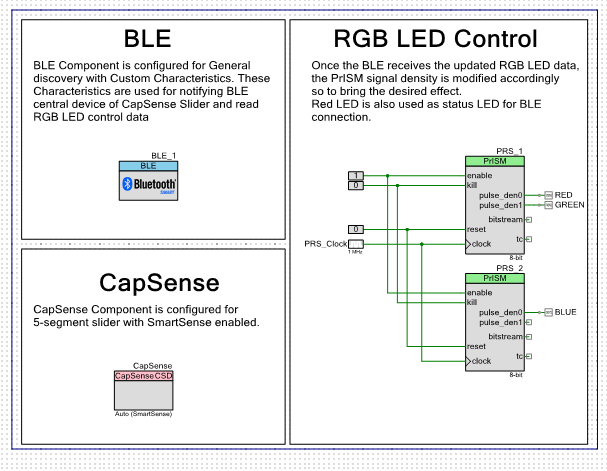 BLE
BLE Component is configured for General
discovery with Custom Characteristics. These
Characteristics are used for notifying BLE
central device of CapSense Slider and read
RGB LED control data
BLE_1
BLE
Bluetooth
SMART
CapSense
CapSense Component is configured for
5-segment slider with SmartSense enabled.
CapSense
CapSenseCSD
Auto (SmartSense)
RGB LED Control
Once the BLE receives the updated RGB LED data,
the PrISM signal density is modified accordingly
so to bring the desired effect.
Red LED is also used as status LED for BLE
connection.
PRS_1
PrISM
1
enable
0
kill
pulse_den0
RED
pulse_den1
GREEN
bitstream
0
reset
tc
PRS_Clock
clock
1 MHz
8-bit
PRS_2
PrISM
enable
kill
pulse_den0
BLUE
pulse_den1
bitstream
reset
tc
clock
8-bit